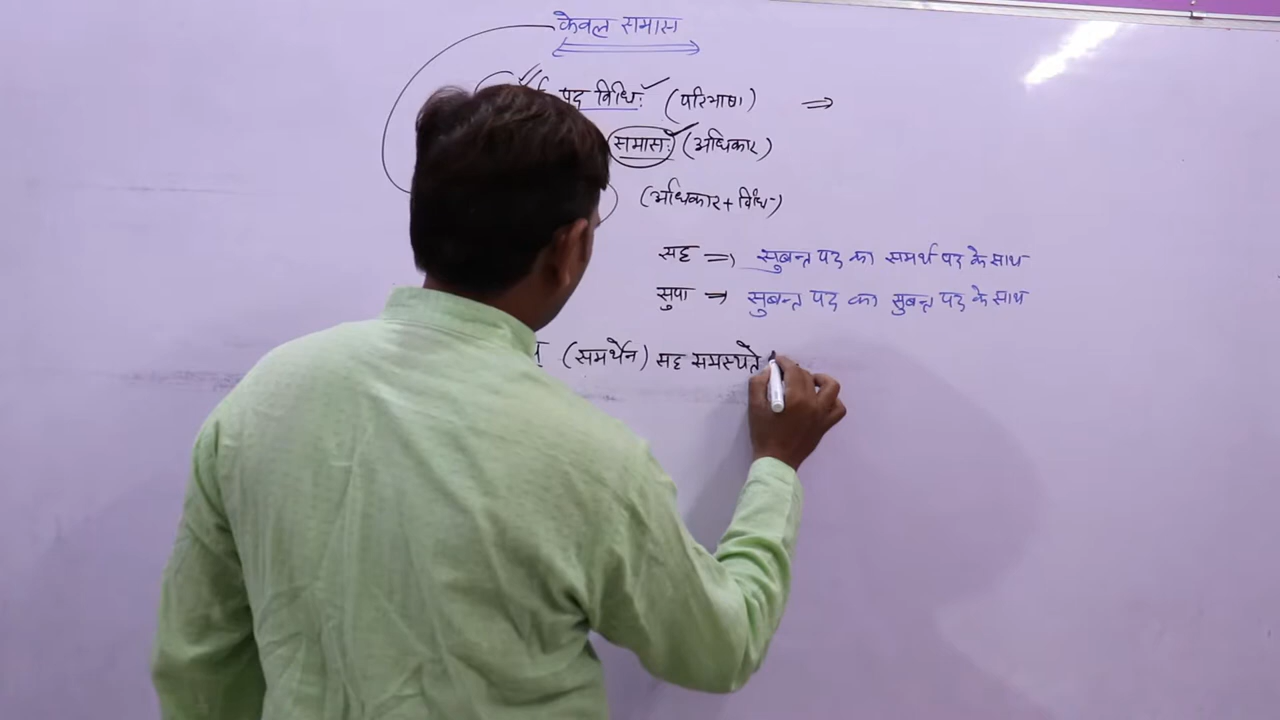 केवल समास
पद विधिः (परिभाषा) ⇒
समासः (अधिकार)
(अधिकार + विधि)
सह ⇒ सुबन्त पद का समर्थ पद के साथ
सुपा ⇒ सुबन्त पद का सुबन्त पद के साथ
(समर्थेन) सह समस्यते